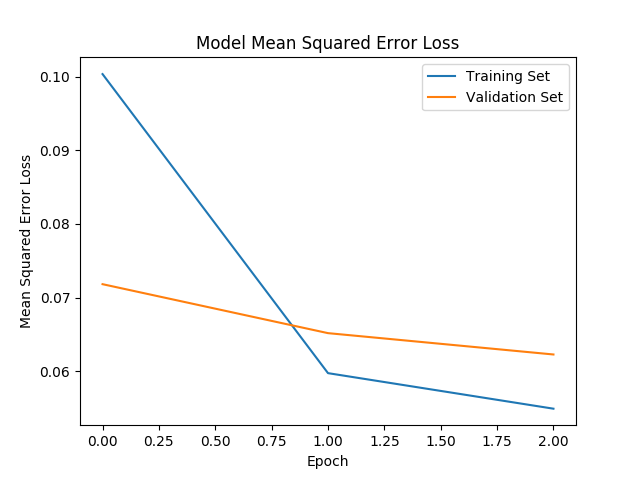 Model Mean Squared Error Loss
Training Set
Validation Set
Mean Squared Error Loss
0.10
0.09
0.08
0.07
0.06
0.00 0.25 0.50 0.75 1.00 1.25 1.50 1.75 2.00
Epoch